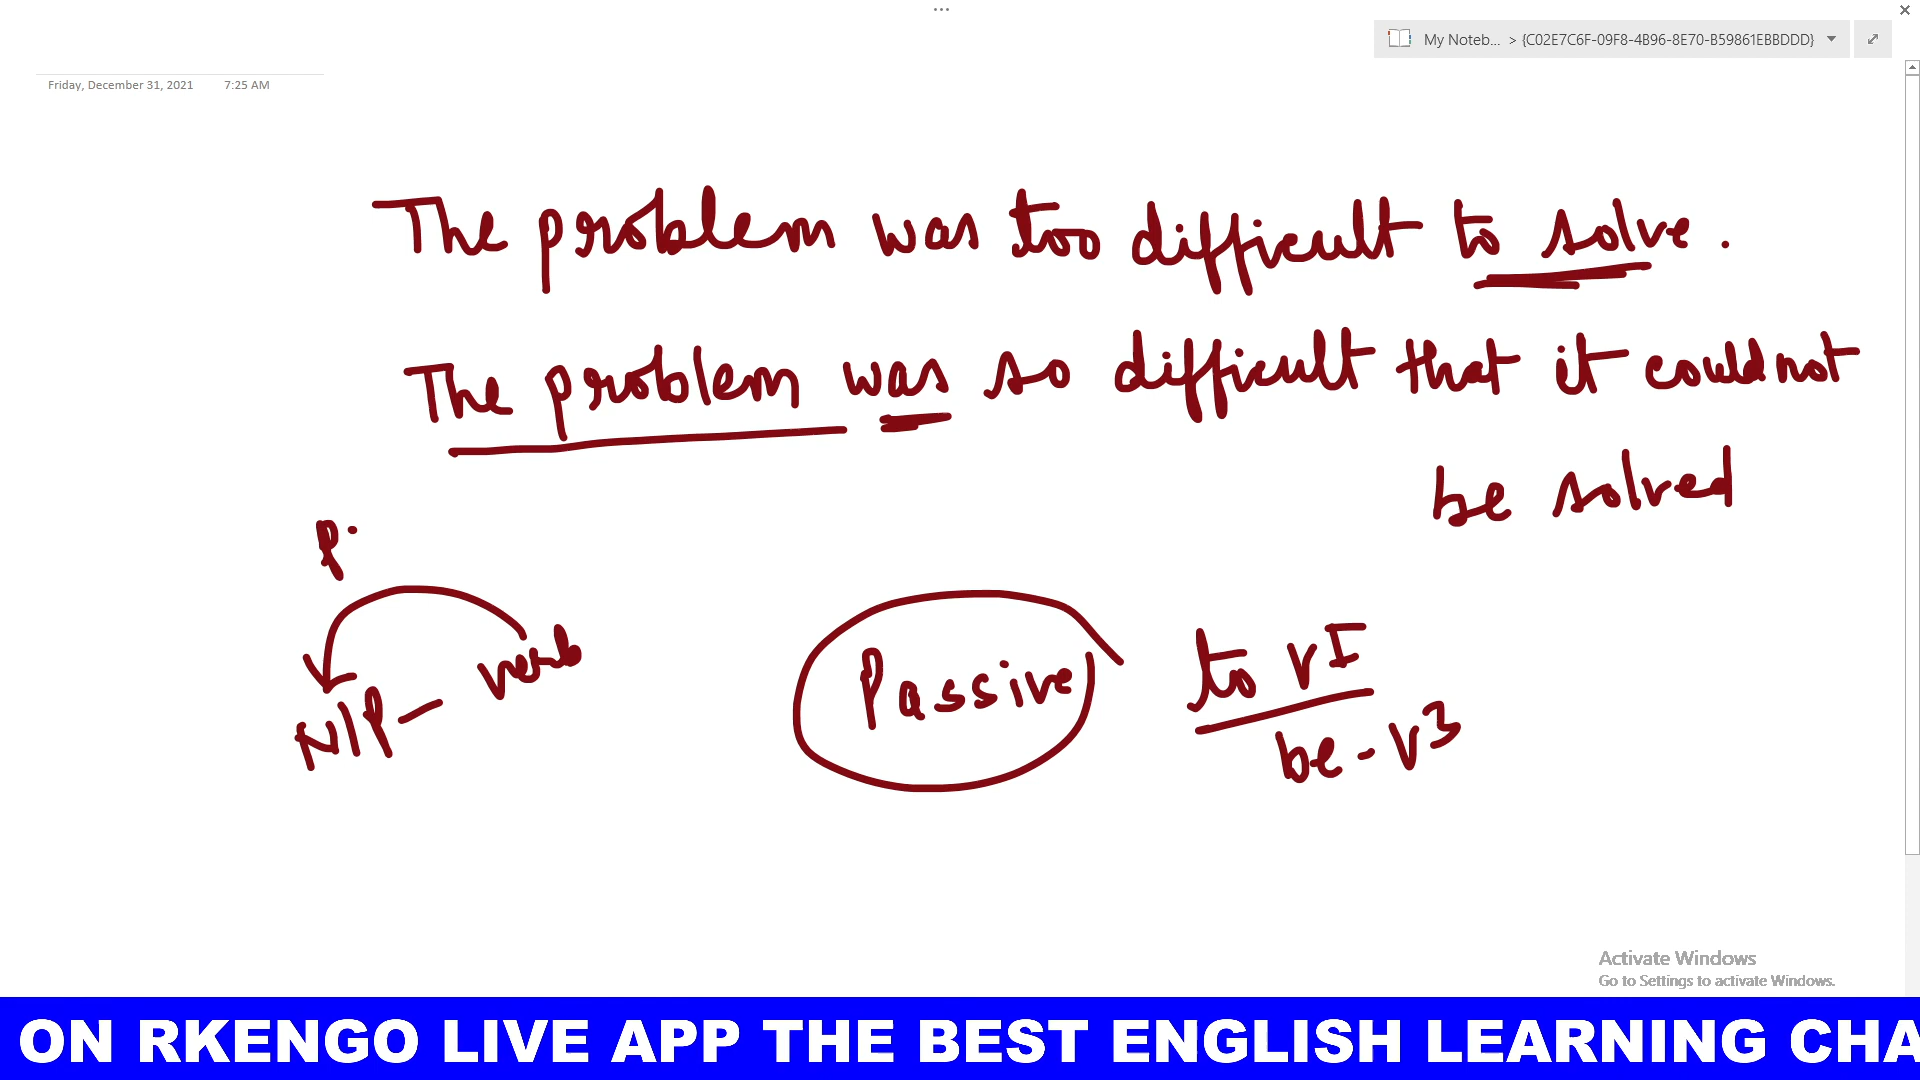 ...
My Noteb... > {C02E7C6F-09F8-4B96-8E70-B59861EBBDDD}
Friday, December 31, 2021 7:25 AM
The problem was too difficult to solve.
The problem was so difficult that it could not
be solved
P.
N/P - verb
Passive
to VI
be - V3
Activate Windows
Go to Settings to activate Windows.
ON RKENGO LIVE APP THE BEST ENGLISH LEARNING CHA